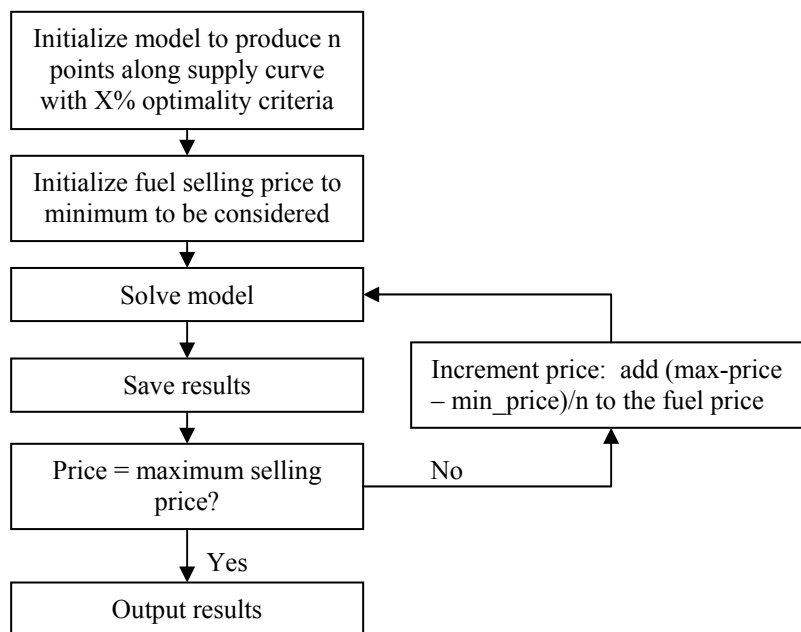 Initialize model to produce n
points along supply curve
with X% optimality criteria
Initialize fuel selling price to
minimum to be considered
Solve model
Save results
Increment price:  add (max-price
– min_price)/n to the fuel price
Price = maximum selling
price?
No
Yes
Output results